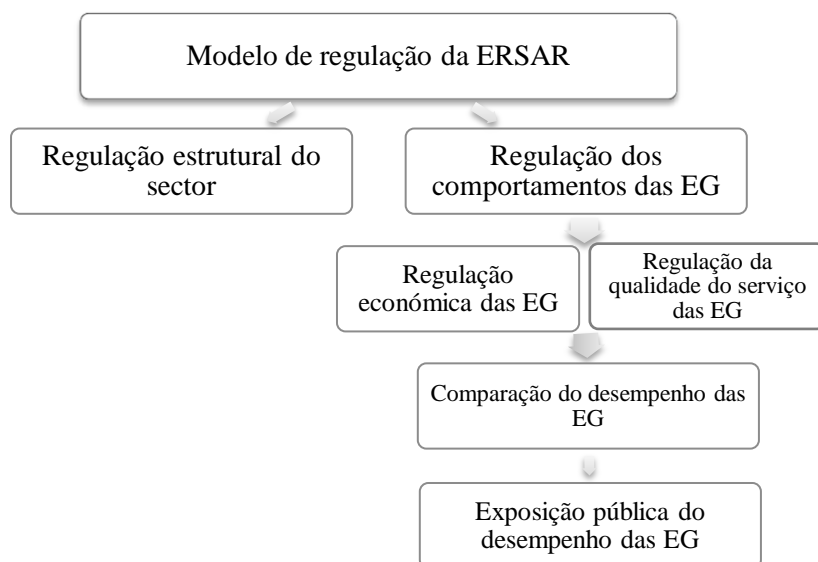 Modelo de regulação da ERSAR
Regulação estrutural do
sector
Regulação dos
comportamentos das EG
Regulação
económica das EG
Regulação da
qualidade do serviço
das EG
Comparação do desempenho das
EG
Exposição pública do
desempenho das EG